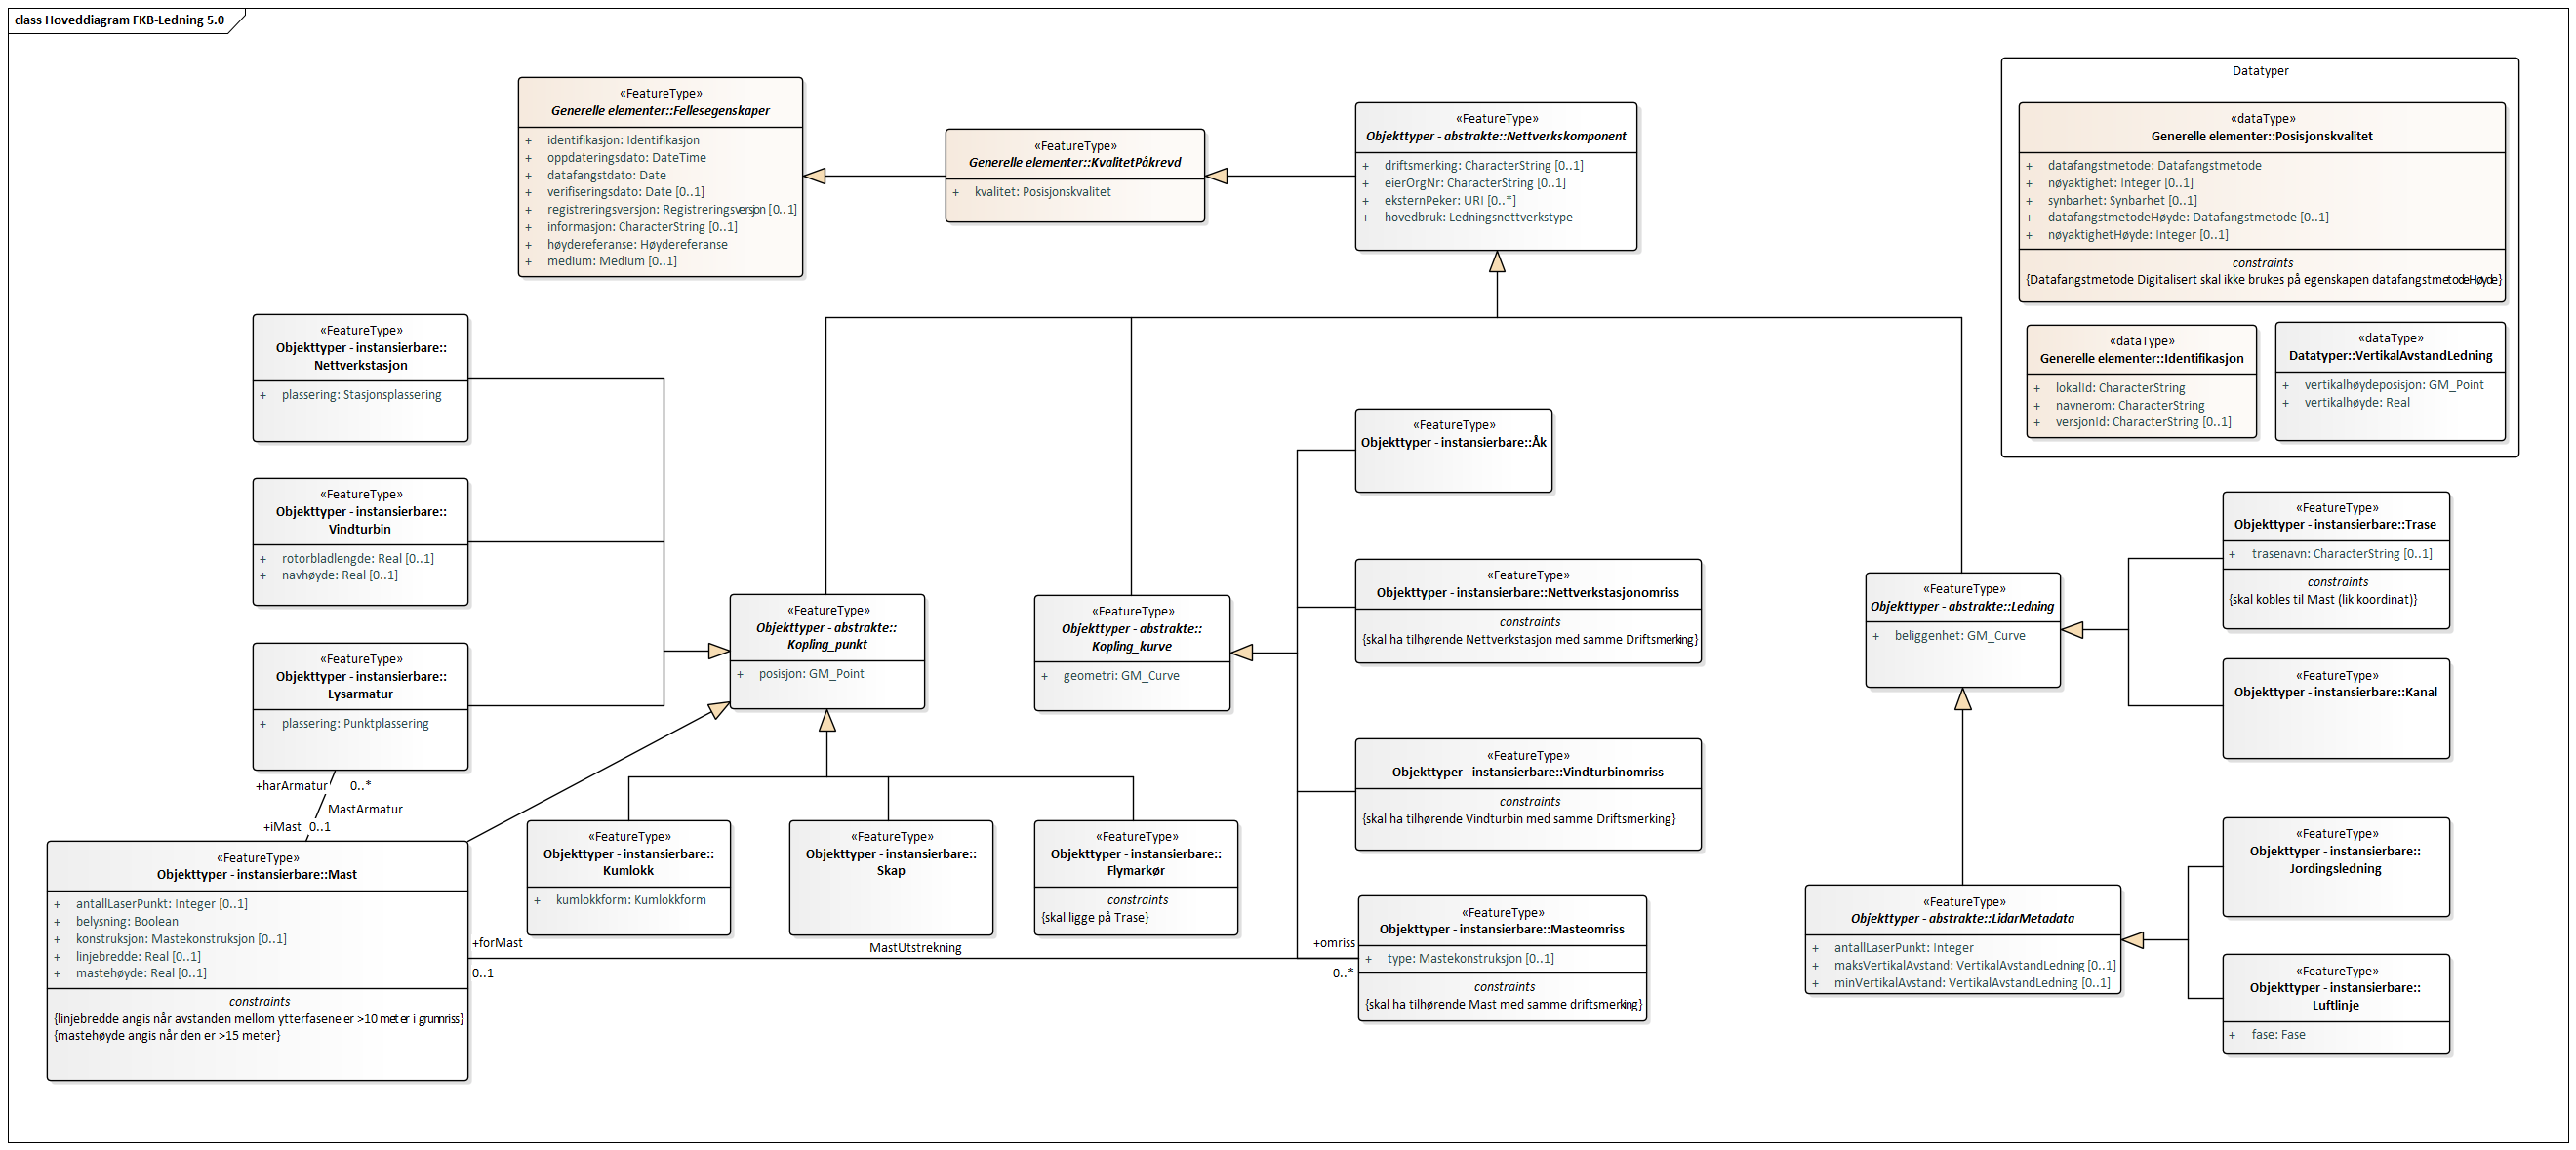 class Hoveddiagram FKB-Ledning 5.0
«FeatureType»
Generelle elementer::Fellesegenskaper
+ identifikasjon: Identifikasjon
+ oppdateringsdato: DateTime
+ datafangstdato: Date
+ verifiseringsdato: Date [0..1]
+ registreringsversjon: Registreringsversjon [0..1]
+ informasjon: CharacterString [0..1]
+ høydereferanse: Høydereferanse
+ medium: Medium [0..1]
«FeatureType»
Generelle elementer::KvalitetPåkrevd
+ kvalitet: Posisjonskvalitet
«FeatureType»
Objekttyper - abstrakte::Nettverkskomponent
+ driftsmerking: CharacterString [0..1]
+ eierOrgNr: CharacterString [0..1]
+ eksternPeker: URI [0..*]
+ hovedbruk: Ledningsnettverkstype
Datatyper
«dataType»
Generelle elementer::Posisjonskvalitet
+ datafangstmetode: Datafangstmetode
+ nøyaktighet: Integer [0..1]
+ synbarhet: Synbarhet [0..1]
+ datafangstmetodeHøyde: Datafangstmetode [0..1]
+ nøyaktighetHøyde: Integer [0..1]
constraints
{Datafangstmetode Digitalisert skal ikke brukes på egenskapen datafangstmetodeHøyde}
«dataType»
Generelle elementer::Identifikasjon
+ lokalId: CharacterString
+ navnerom: CharacterString
+ versjonId: CharacterString [0..1]
«dataType»
Datatyper::VertikalAvstandLedning
+ vertikalhøydeposisjon: GM_Point
+ vertikalhøyde: Real
«FeatureType»
Objekttyper - instansierbare::
Nettverkstasjon
+ plassering: Stasjonsplassering
«FeatureType»
Objekttyper - instansierbare::
Vindturbin
+ rotorbladlengde: Real [0..1]
+ navhøyde: Real [0..1]
«FeatureType»
Objekttyper - instansierbare::
Lysarmatur
+ plassering: Punktplassering
«FeatureType»
Objekttyper - abstrakte::
Kopling_punkt
+ posisjon: GM_Point
«FeatureType»
Objekttyper - abstrakte::
Kopling_kurve
+ geometri: GM_Curve
«FeatureType»
Objekttyper - instansierbare::Åk
«FeatureType»
Objekttyper - instansierbare::Nettverkstasjonomriss
constraints
{skal ha tilhørende Nettverkstasjon med samme Driftsmerking}
«FeatureType»
Objekttyper - instansierbare::Vindturbinomriss
constraints
{skal ha tilhørende Vindturbin med samme Driftsmerking}
«FeatureType»
Objekttyper - abstrakte::Ledning
+ beliggenhet: GM_Curve
«FeatureType»
Objekttyper - instansierbare::Trase
+ trasenavn: CharacterString [0..1]
constraints
{skal kobles til Mast (lik koordinat)}
«FeatureType»
Objekttyper - instansierbare::Kanal
+harArmatur 0..*
MastArmatur
+iMast 0..1
«FeatureType»
Objekttyper - instansierbare::Mast
+ antallLaserPunkt: Integer [0..1]
+ belysning: Boolean
+ konstruksjon: Mastekonstruksjon [0..1]
+ linjebredde: Real [0..1]
+ mastehøyde: Real [0..1]
constraints
{linjebredde angis når avstanden mellom ytterfasene er >10 meter i grunnriss}
{mastehøyde angis når den er >15 meter}
«FeatureType»
Objekttyper - instansierbare::
Kumlokk
+ kumlokkform: Kumlokkform
«FeatureType»
Objekttyper - instansierbare::
Skap
«FeatureType»
Objekttyper - instansierbare::
Flymarkør
constraints
{skal ligge på Trase}
+forMast
0..1
MastUtstrekning
+omriss
0..*
«FeatureType»
Objekttyper - instansierbare::Masteomriss
+ type: Mastekonstruksjon [0..1]
constraints
{skal ha tilhørende Mast med samme driftsmerking}
«FeatureType»
Objekttyper - abstrakte::LidarMetadata
+ antallLaserPunkt: Integer
+ maksVertikalAvstand: VertikalAvstandLedning [0..1]
+ minVertikalAvstand: VertikalAvstandLedning [0..1]
«FeatureType»
Objekttyper - instansierbare::
Jordingsledning
«FeatureType»
Objekttyper - instansierbare::
Luftlinje
+ fase: Fase